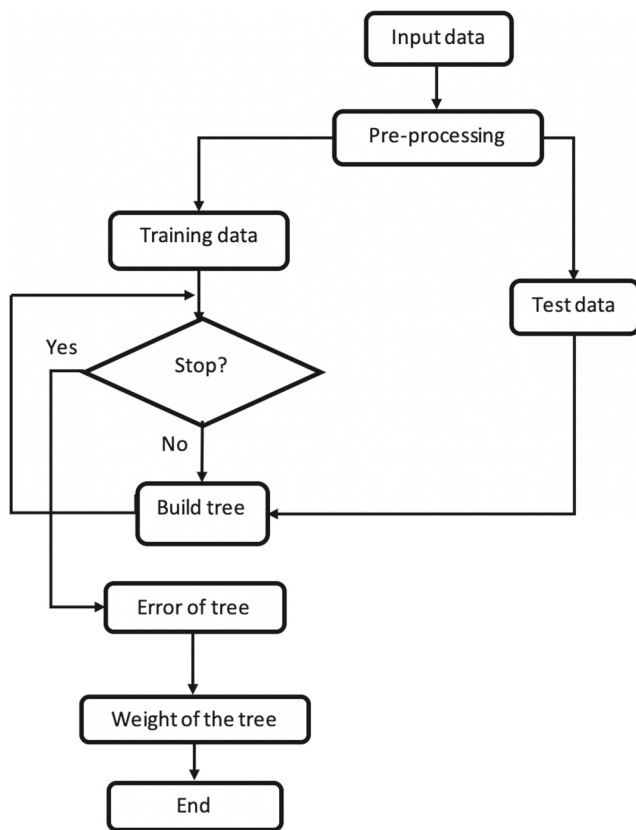 Input data
Pre-processing
Training data
Test data
Yes
Stop?
No
Build tree
Error of tree
Weight of the tree
End